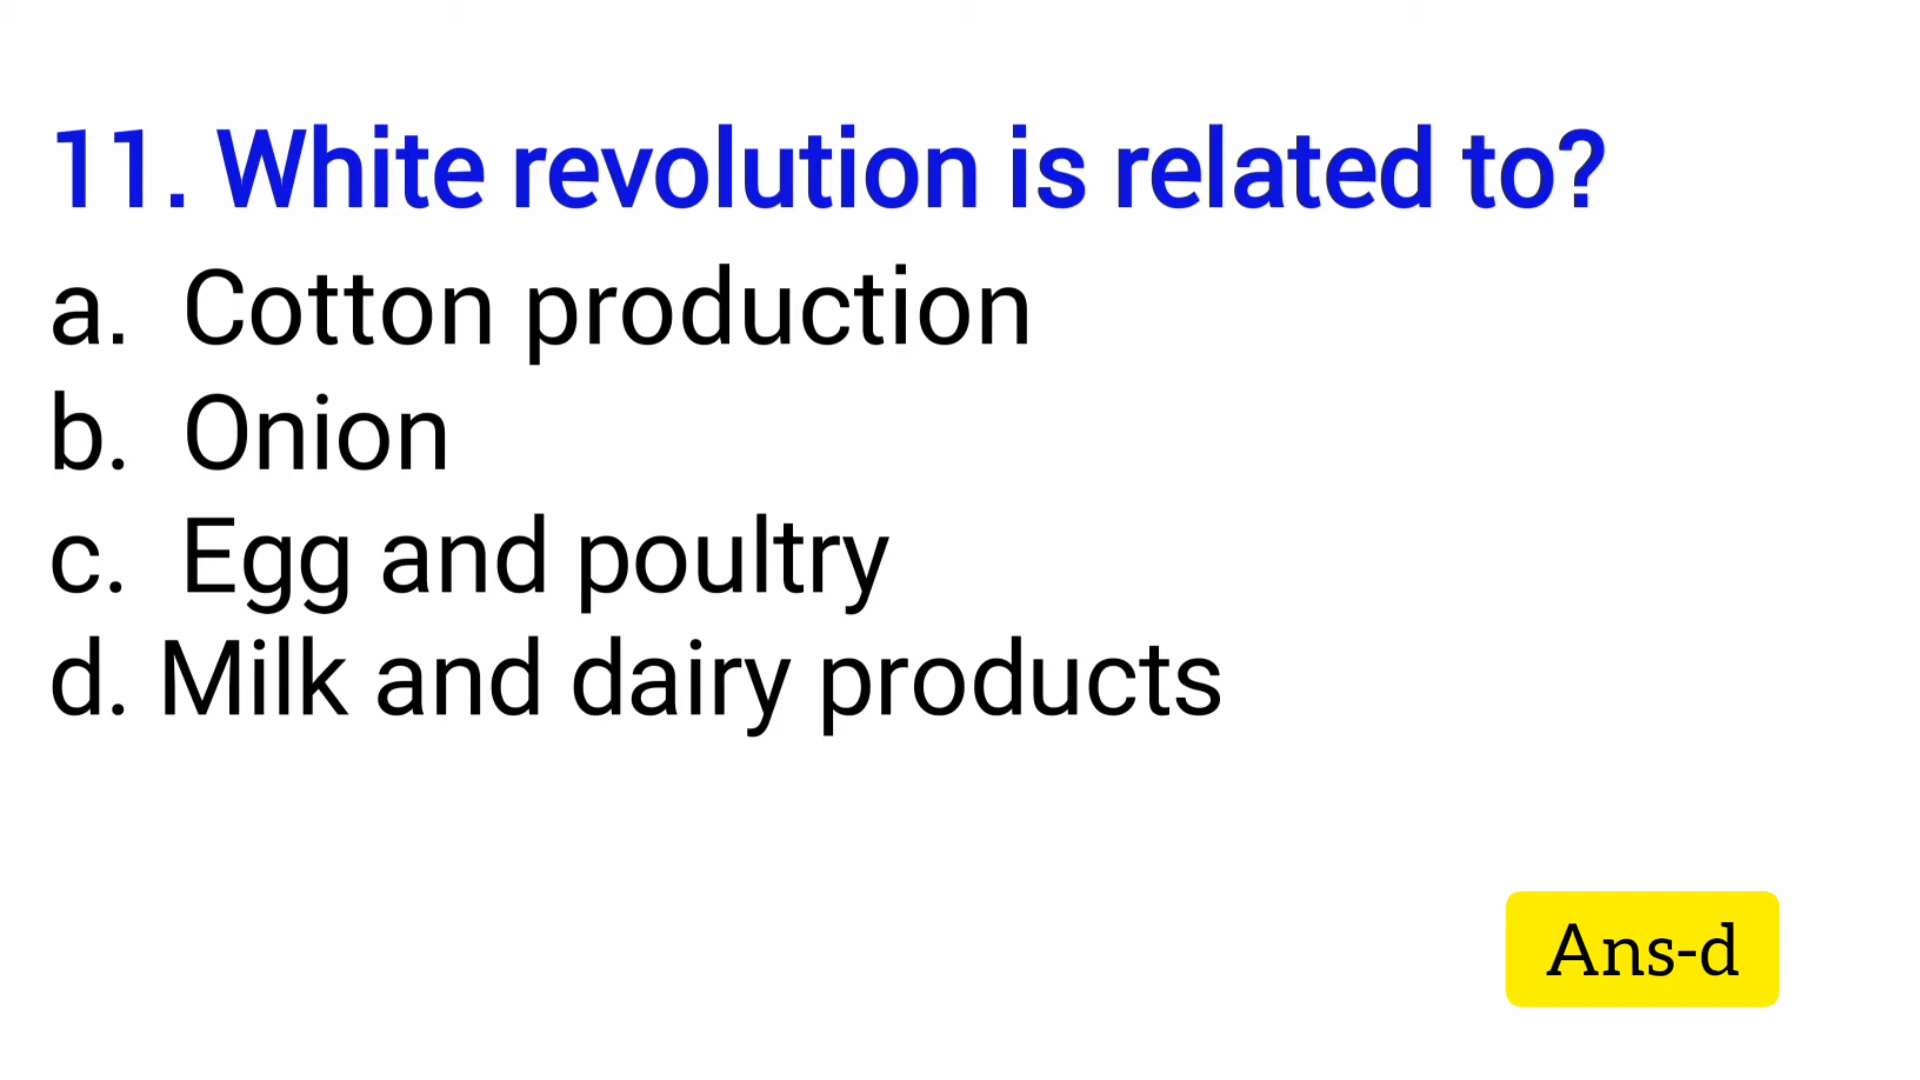 11. White revolution is related to?
a. Cotton production
b. Onion
c. Egg and poultry
d. Milk and dairy products
Ans-d